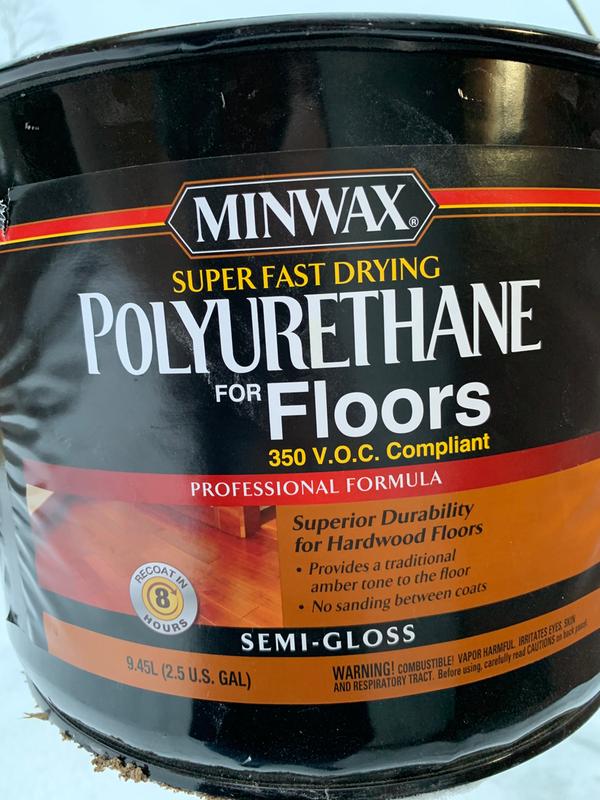 MINWAX®
SUPER FAST DRYING
POLYURETHANE
FOR Floors
350 V.O.C. Compliant
PROFESSIONAL FORMULA
Superior Durability
for Hardwood Floors
• Provides a traditional
amber tone to the floor
• No sanding between coats
RECOAT IN
8
HOURS
SEMI-GLOSS
9.45L (2.5 U.S. GAL)
WARNING! COMBUSTIBLE! VAPOR HARMFUL. IRRITATES EYES, SKIN
AND RESPIRATORY TRACT. Before using, carefully read CAUTIONS on back panel.